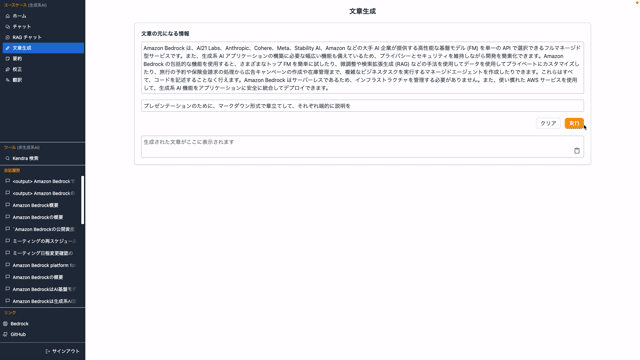 ユースケース (生成系AI)
ホーム
チャット
RAG チャット
文章生成
要約
校正
翻訳
ツール (非生成系AI)
Kendra 検索
会話履歴
<output> Amazon Bedrockで
<output> Amazon Bedrockの
Amazon Bedrock概要
Amazon Bedrockの概要
ミーティングの再スケジュール
ミーティング日程変更確認の
Amazon Bedrock platform fo
Amazon Bedrockの概要
Amazon BedrockはAI基盤モデ
Amazon Bedrockは生成系AI
リンク
Bedrock
GitHub
サインアウト
文章生成
文章の元になる情報
Amazon Bedrock は、AI21 Labs、Anthropic、Cohere、Meta、Stability AI、Amazon などの大手 AI 企業が提供する高性能な基盤モデル (FM) を単一の API で選択できるフルマネージド
型サービスです。また、生成系 AI アプリケーションの構築に必要な幅広い機能も備えているため、プライバシーとセキュリティを維持しながら開発を簡素化できます。Amazon
Bedrock の包括的な機能を使用すると、さまざまなトップ FM を簡単に試したり、微調整や検索拡張生成 (RAG) などの手法を使用してデータを使用してプライベートにカスタマイズし
たり、旅行の予約や保険金請求の処理から広告キャンペーンの作成や在庫管理まで、複雑なビジネスタスクを実行するマネージドエージェントを作成したりできます。これらはすべ
て、コードを記述することなく行えます。Amazon Bedrock はサーバーレスであるため、インフラストラクチャを管理する必要がありません。また、使い慣れた AWS サービスを使用
して、生成系 AI 機能をアプリケーションに安全に統合してデプロイできます。
プレゼンテーションのために、マークダウン形式で章立てして、それぞれ端的に説明を
クリア
実行
生成された文章がここに表示されます